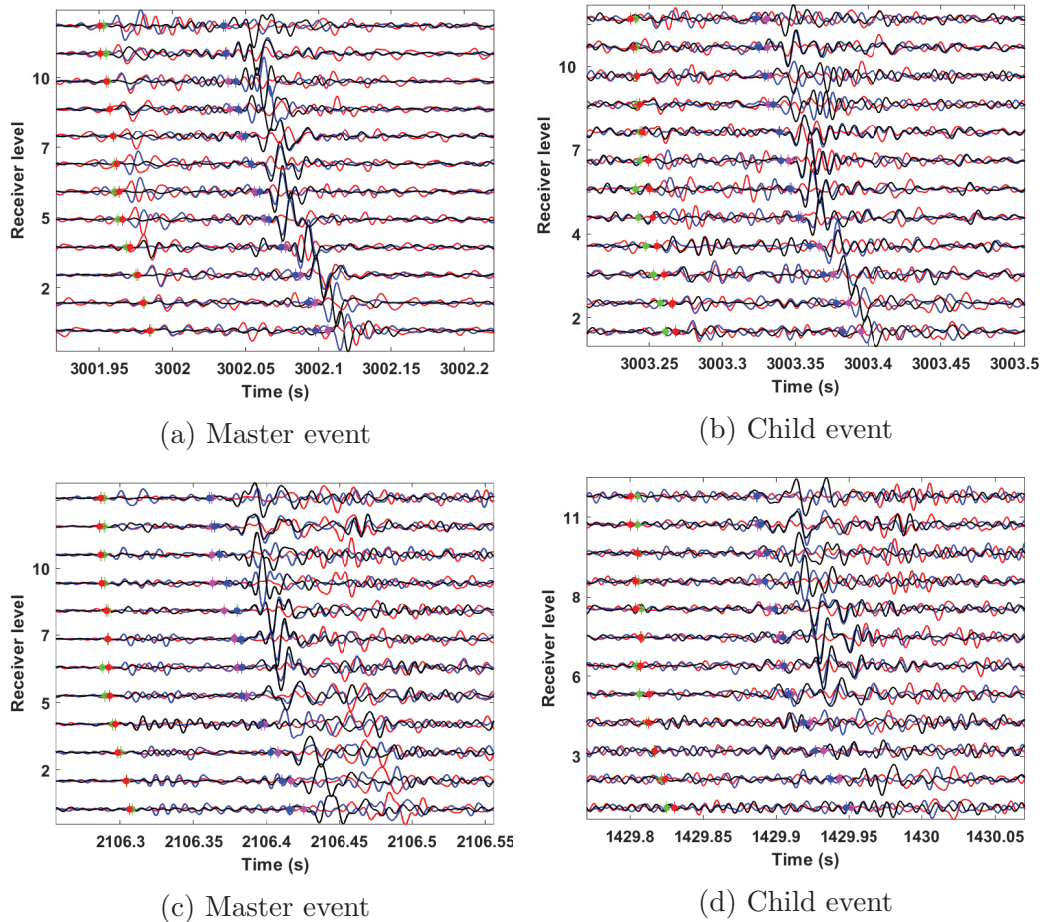 Receiver level
10
7
5
2
3001.95 3002 3002.05 3002.1 3002.15 3002.2
Time (s)
(a) Master event
Receiver level
10
7
4
2
3003.25 3003.3 3003.35 3003.4 3003.45 3003.5
Time (s)
(b) Child event
Receiver level
10
7
5
2
2106.3 2106.35 2106.4 2106.45 2106.5 2106.55
Time (s)
(c) Master event
Receiver level
11
8
6
3
1429.8 1429.85 1429.9 1429.95 1430 1430.05
Time (s)
(d) Child event